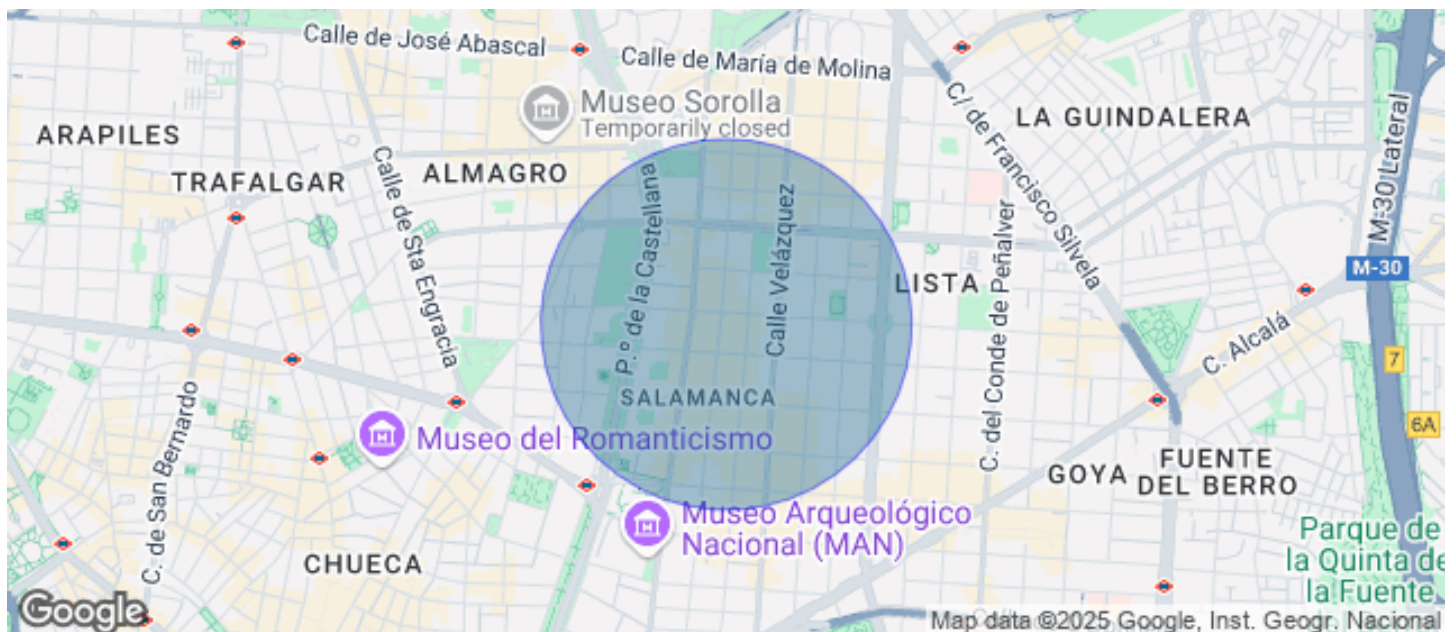 Calle de José Abascal
Calle de María de Molina
Museo Sorolla
Temporarily closed
C/ de Francisco Silvela
LA GUINDALERA
M-30 Lateral
ARAPILES
TRAFALGAR
ALMAGRO
Calle de Sta Engracia
P.º de la Castellana
Calle Velázquez
LISTA
C. del Conde de Peñalver
M-30
C. Alcalá
7
SALAMANCA
6A
C. de San Bernardo
Museo del Romanticismo
GOYA
FUENTE
DEL BERRO
Museo Arqueológico
Nacional (MAN)
CHUECA
Parque de
la Quinta de
la Fuente
Google
Map data ©2025 Google, Inst. Geogr. Nacional